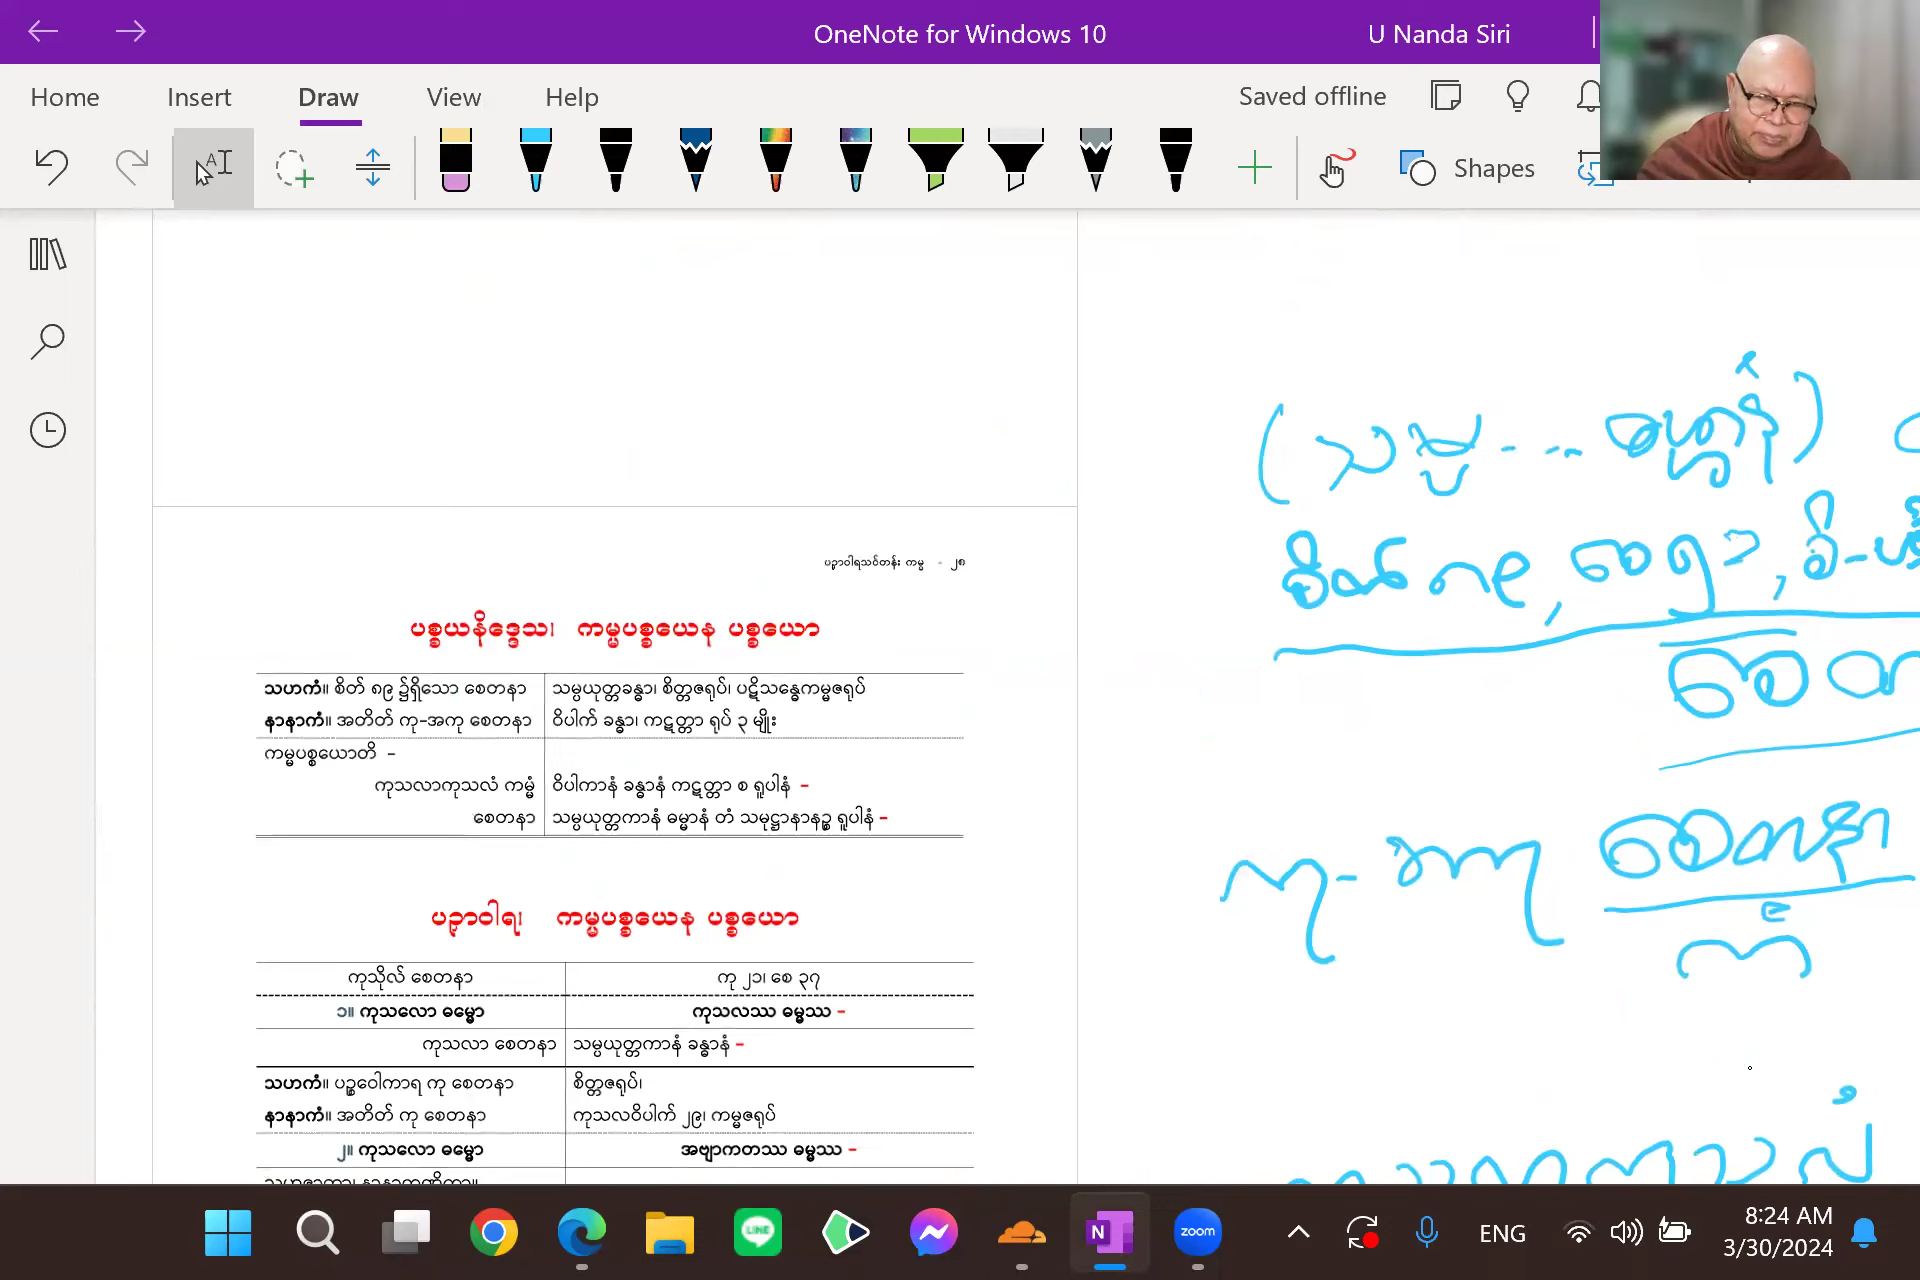 OneNote for Windows 10
U Nanda Siri
Home Insert Draw View Help
Saved offline
Shapes
ပဉှာဝါရသင်တန်း ကမ္မ - ၂၈
ပစ္စယနိဒ္ဒေသ၊ ကမ္မပစ္စယေန ပစ္စယော
သဟကံ။ စိတ် ၈၉ ၌ရှိသော စေတနာ သမ္ပယုတ္တခန္ဓာ၊ စိတ္တဇရုပ်၊ ပဋိသန္ဓေကမ္မဇရုပ်
နာနာကံ။ အတိတ် ကု-အကု စေတနာ ဝိပါက် ခန္ဓာ၊ ကဋတ္တာ ရုပ် ၃ မျိုး
ကမ္မပစ္စယောတိ -
ကုသလာကုသလံ ကမ္မံ ဝိပါကာနံ ခန္ဓာနံ ကဋတ္တာ စ ရူပါနံ -
စေတနာ သမ္ပယုတ္တကာနံ ဓမ္မာနံ တံ သမုဋ္ဌာနာနဉ္စ ရူပါနံ -
ပဉှာဝါရ၊ ကမ္မပစ္စယေန ပစ္စယော
ကုသိုလ် စေတနာ ကု ၂၁၊ စေ ၃၇
၁။ ကုသလော ဓမ္မော ကုသလဿ ဓမ္မဿ -
ကုသလာ စေတနာ သမ္ပယုတ္တကာနံ ခန္ဓာနံ -
သဟကံ။ ပဉ္စဝေါကာရ ကု စေတနာ စိတ္တဇရုပ်၊
နာနာကံ။ အတိတ် ကု စေတနာ ကုသလဝိပါက် ၂၉၊ ကမ္မဇရုပ်
၂။ ကုသလော ဓမ္မော အဗျာကတဿ ဓမ္မဿ -
ကု-အကု စေတနာ
ကံ
LINE
zoom
ENG
8:24 AM
3/30/2024